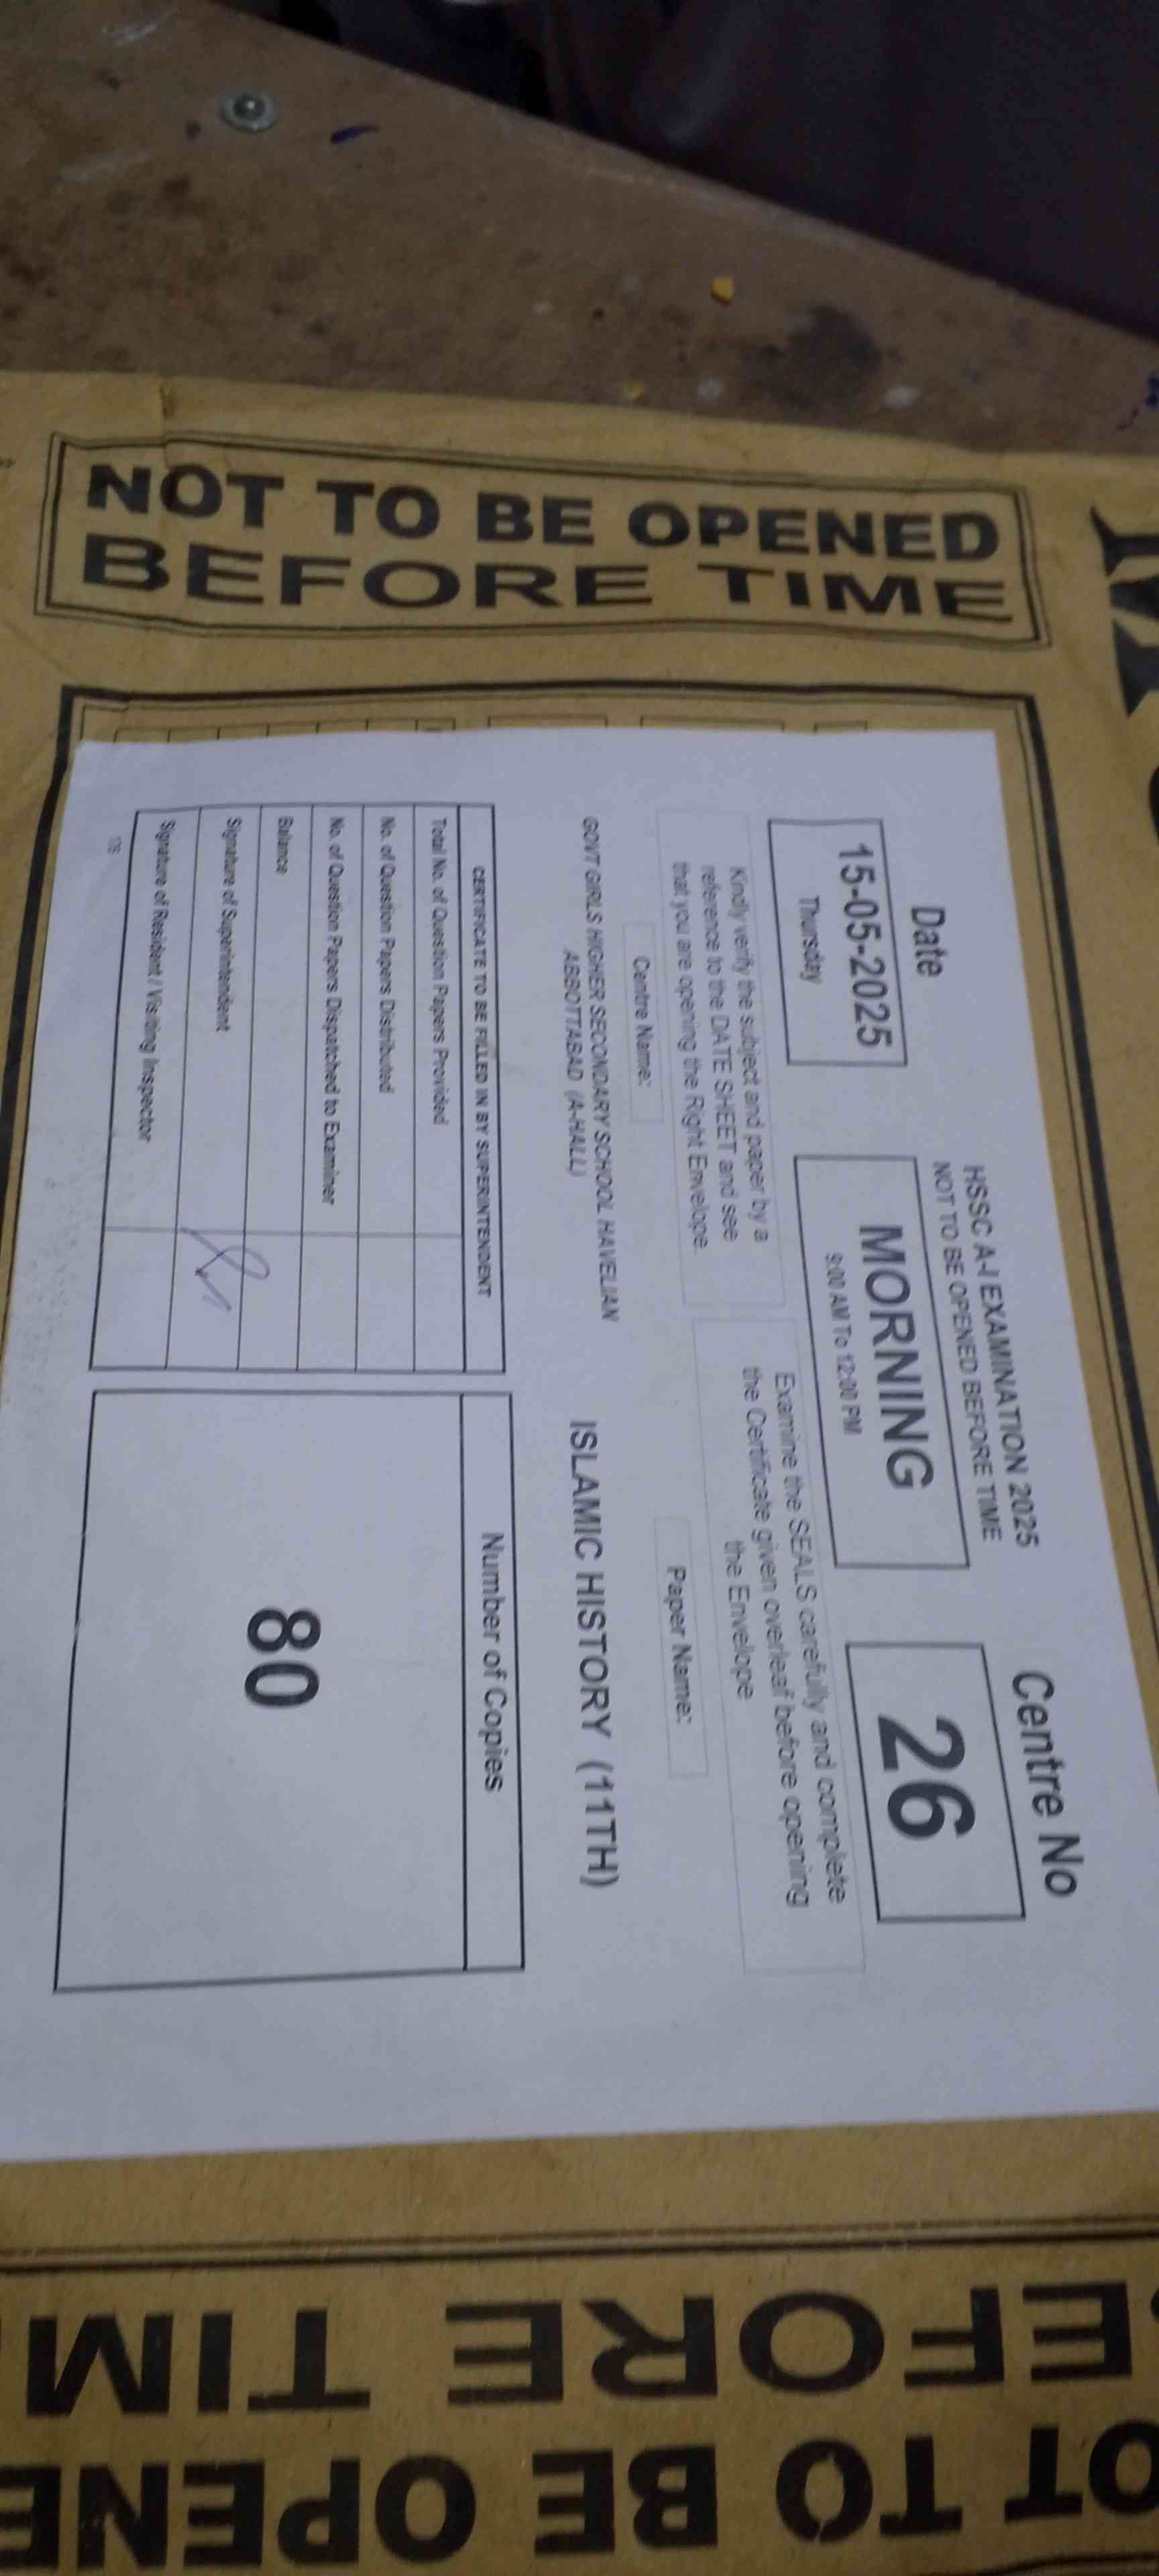 NOT TO BE OPENED
BEFORE TIME
HSSC A-I EXAMINATION 2025
NOT TO BE OPENED BEFORE TIME
Date
15-05-2025
Thursday
MORNING
9:00 AM To 12:00 PM
Centre No
26
Kindly verify the subject and paper by a
reference to the DATE SHEET and see
that you are opening the Right Envelope.
Examine the SEALS carefully and complete
the Certificate given overleaf before opening
the Envelope
Centre Name:
GOVT GIRLS HIGHER SECONDARY SCHOOL HAVELIAN
ABBOTTABAD (A-HALL)
Paper Name:
ISLAMIC HISTORY (11TH)
CERTIFICATE TO BE FILLED IN BY SUPERINTENDENT
Total No. of Question Papers Provided
No. of Question Papers Distributed
No. of Question Papers Dispatched to Examiner
Balance
Signature of Superintendent
Signature of Resident / Visiting Inspector
Number of Copies
80
OT TO BE OPENE
EFORE TIM